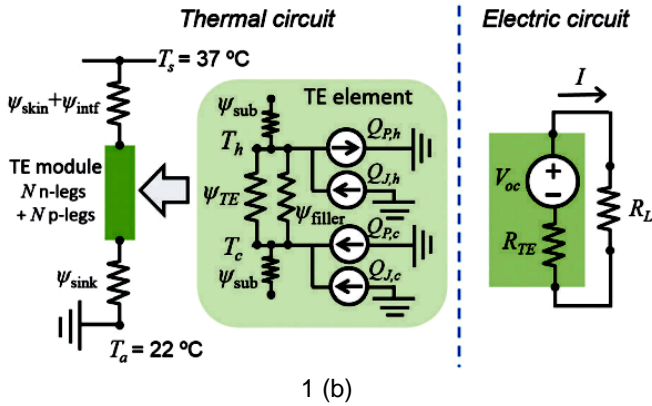 Thermal circuit
Electric circuit
T_s = 37 ºC
ψ_skin+ψ_intf
TE module
N n-legs
+ N p-legs
ψ_sink
T_a = 22 ºC
TE element
ψ_sub
T_h
Q_P,h
Q_J,h
ψ_TE
ψ_filler
T_c
Q_P,c
ψ_sub
Q_J,c
I
+
V_oc
−
R_TE
R_L
1 (b)